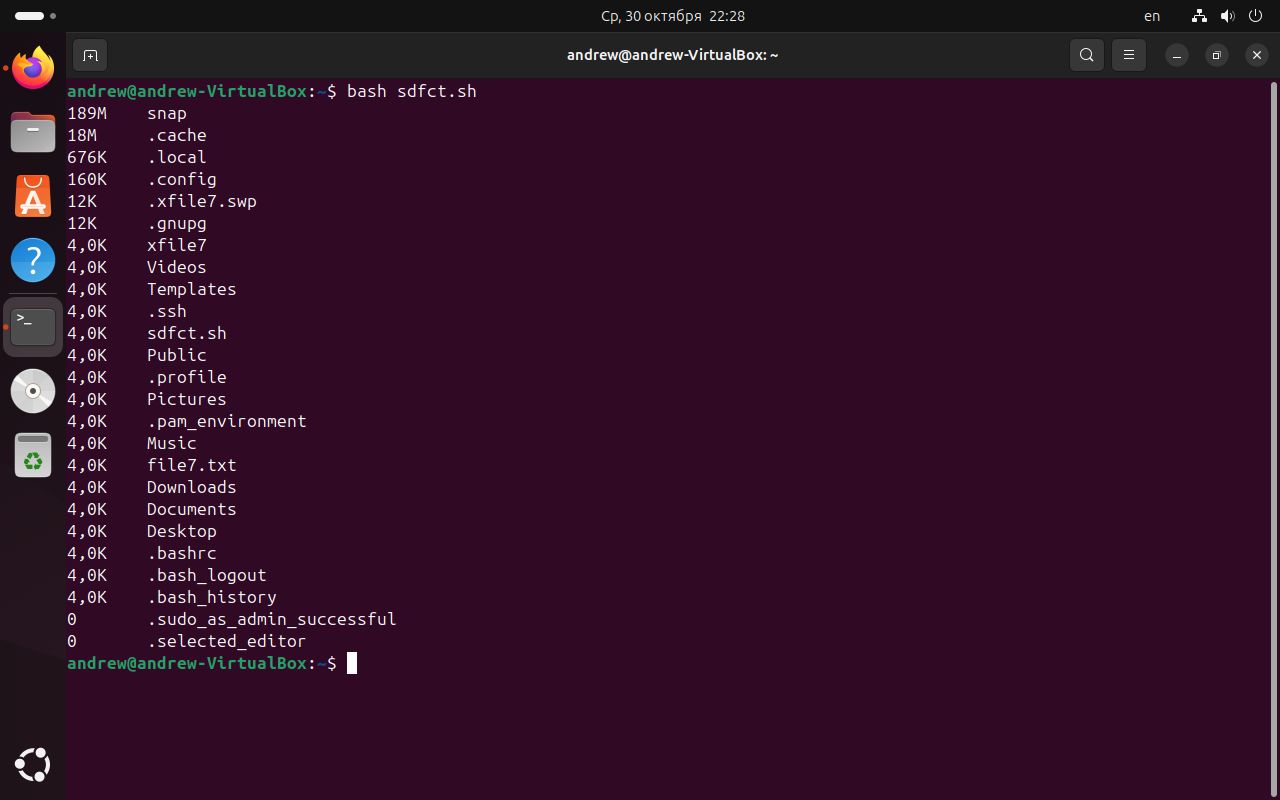 Ср, 30 октября 22:28
en
andrew@andrew-VirtualBox: ~
andrew@andrew-VirtualBox:~$ bash sdfct.sh
189M snap
18M .cache
676K .local
160K .config
12K .xfile7.swp
12K .gnupg
4,0K xfile7
4,0K Videos
4,0K Templates
4,0K .ssh
4,0K sdfct.sh
4,0K Public
4,0K .profile
4,0K Pictures
4,0K .pam_environment
4,0K Music
4,0K file7.txt
4,0K Downloads
4,0K Documents
4,0K Desktop
4,0K .bashrc
4,0K .bash_logout
4,0K .bash_history
0 .sudo_as_admin_successful
0 .selected_editor
andrew@andrew-VirtualBox:~$